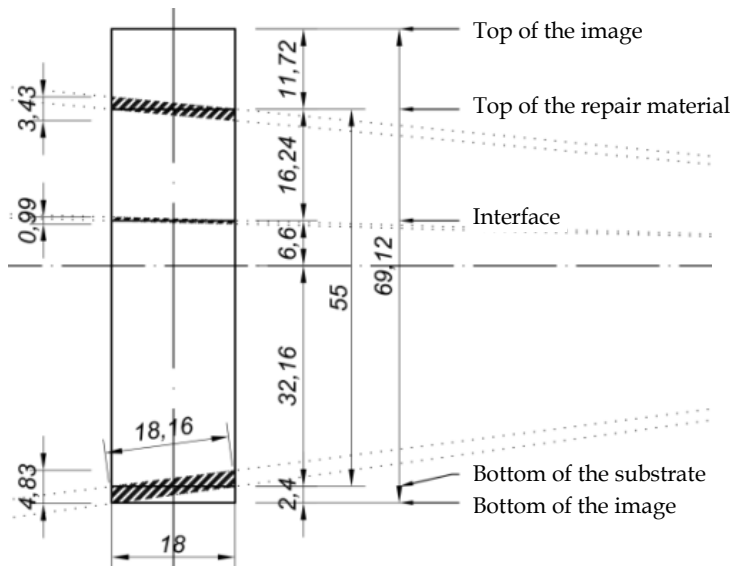 Top of the image
11,72
3,43
Top of the repair material
16,24
0,99
Interface
6,6
69,12
55
32,16
18,16
4,83
Bottom of the substrate
2,4
Bottom of the image
18